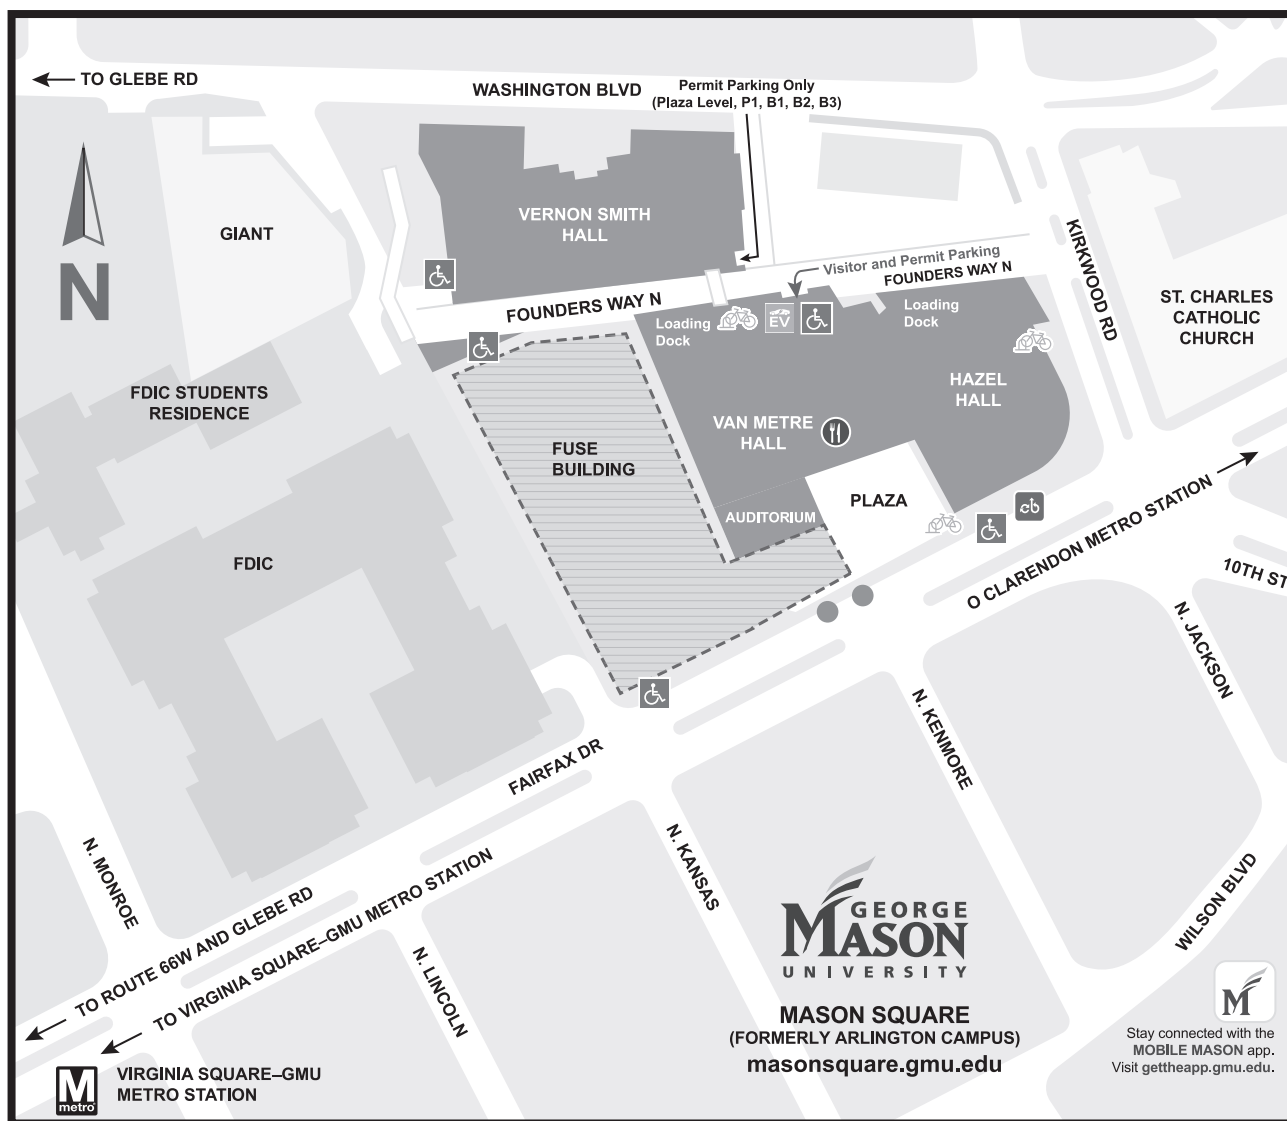 TO GLEBE RD
WASHINGTON BLVD
Permit Parking Only
(Plaza Level, P1, B1, B2, B3)
VERNON SMITH
HALL
GIANT
N
KIRKWOOD RD
Visitor and Permit Parking
FOUNDERS WAY N
FOUNDERS WAY N
ST. CHARLES
CATHOLIC
CHURCH
Loading
Dock
EV
Loading
Dock
FDIC STUDENTS
RESIDENCE
HAZEL
HALL
VAN METRE
HALL
FUSE
BUILDING
PLAZA
AUDITORIUM
cb
FDIC
O CLARENDON METRO STATION
10TH ST
N. JACKSON
N. KENMORE
FAIRFAX DR
N. MONROE
N. KANSAS
WILSON BLVD
TO ROUTE 66W AND GLEBE RD
TO VIRGINIA SQUARE–GMU METRO STATION
N. LINCOLN
GEORGE
MASON
UNIVERSITY
MASON SQUARE
(FORMERLY ARLINGTON CAMPUS)
masonsquare.gmu.edu
M
Stay connected with the
MOBILE MASON app.
Visit gettheapp.gmu.edu.
M
metro
VIRGINIA SQUARE–GMU
METRO STATION